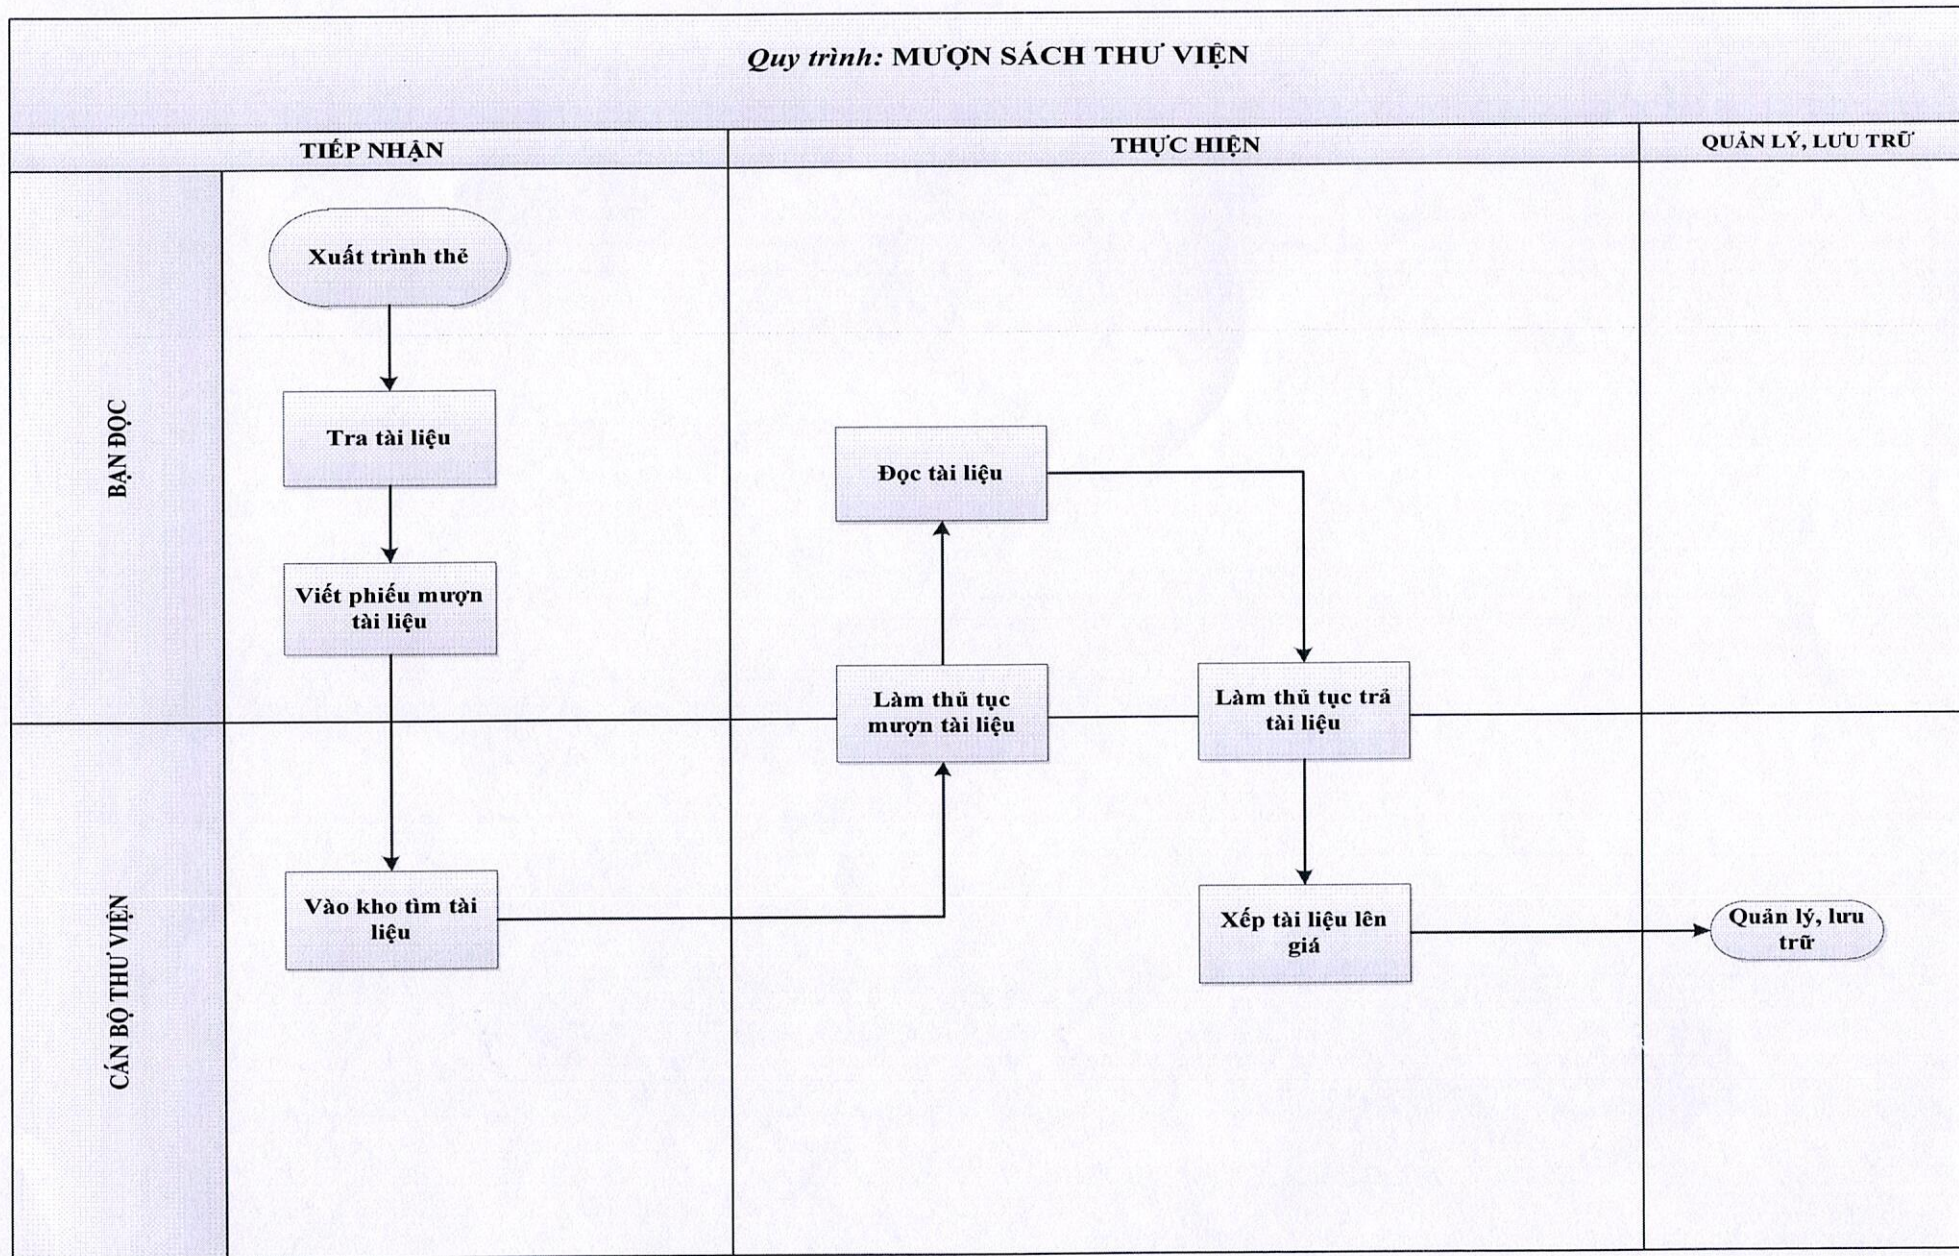 Quy trình: MƯỢN SÁCH THƯ VIỆN
TIẾP NHẬN
THỰC HIỆN
QUẢN LÝ, LƯU TRỮ
BẠN ĐỌC
Xuất trình thẻ
Tra tài liệu
Viết phiếu mượn
tài liệu
Đọc tài liệu
Làm thủ tục
mượn tài liệu
Làm thủ tục trả
tài liệu
CÁN BỘ THƯ VIỆN
Vào kho tìm tài
liệu
Xếp tài liệu lên
giá
Quản lý, lưu
trữ